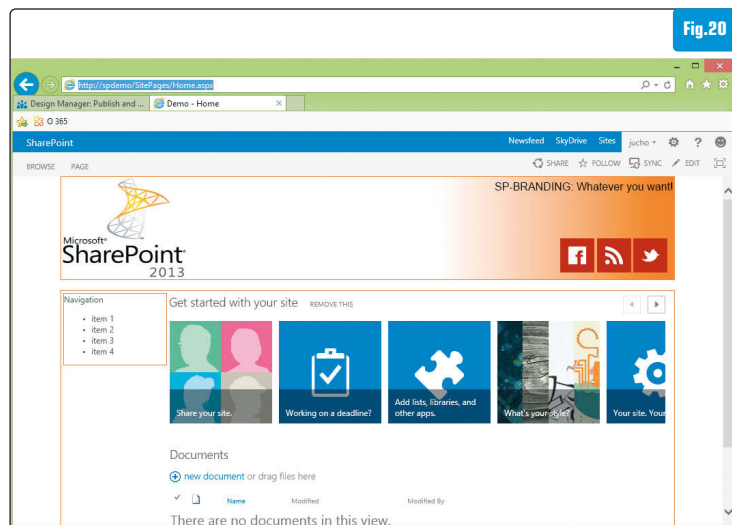 Fig.20
http://spdemo/SitePages/Home.aspx
Design Manager: Publish and ...
Demo - Home
O 365
SharePoint
Newsfeed SkyDrive Sites jucho
BROWSE PAGE
SHARE FOLLOW SYNC EDIT
SP-BRANDING: Whatever you want!
Microsoft®
SharePoint
2013
Navigation
• item 1
• item 2
• item 3
• item 4
Get started with your site REMOVE THIS
Share your site.
Working on a deadline?
Add lists, libraries, and
other apps.
What's your style?
Your site. Your
Documents
new document or drag files here
Name Modified Modified By
There are no documents in this view.